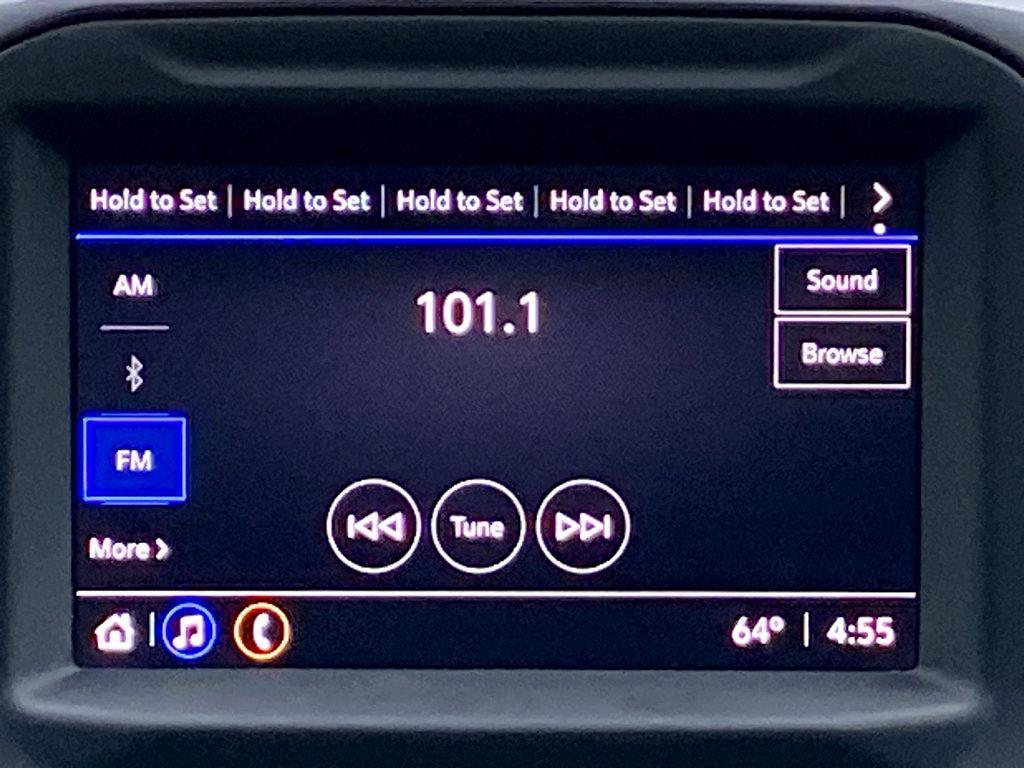 Hold to Set | Hold to Set | Hold to Set | Hold to Set | Hold to Set |
Sound
AM
101.1
Browse
FM
Tune
More
64° | 4:55